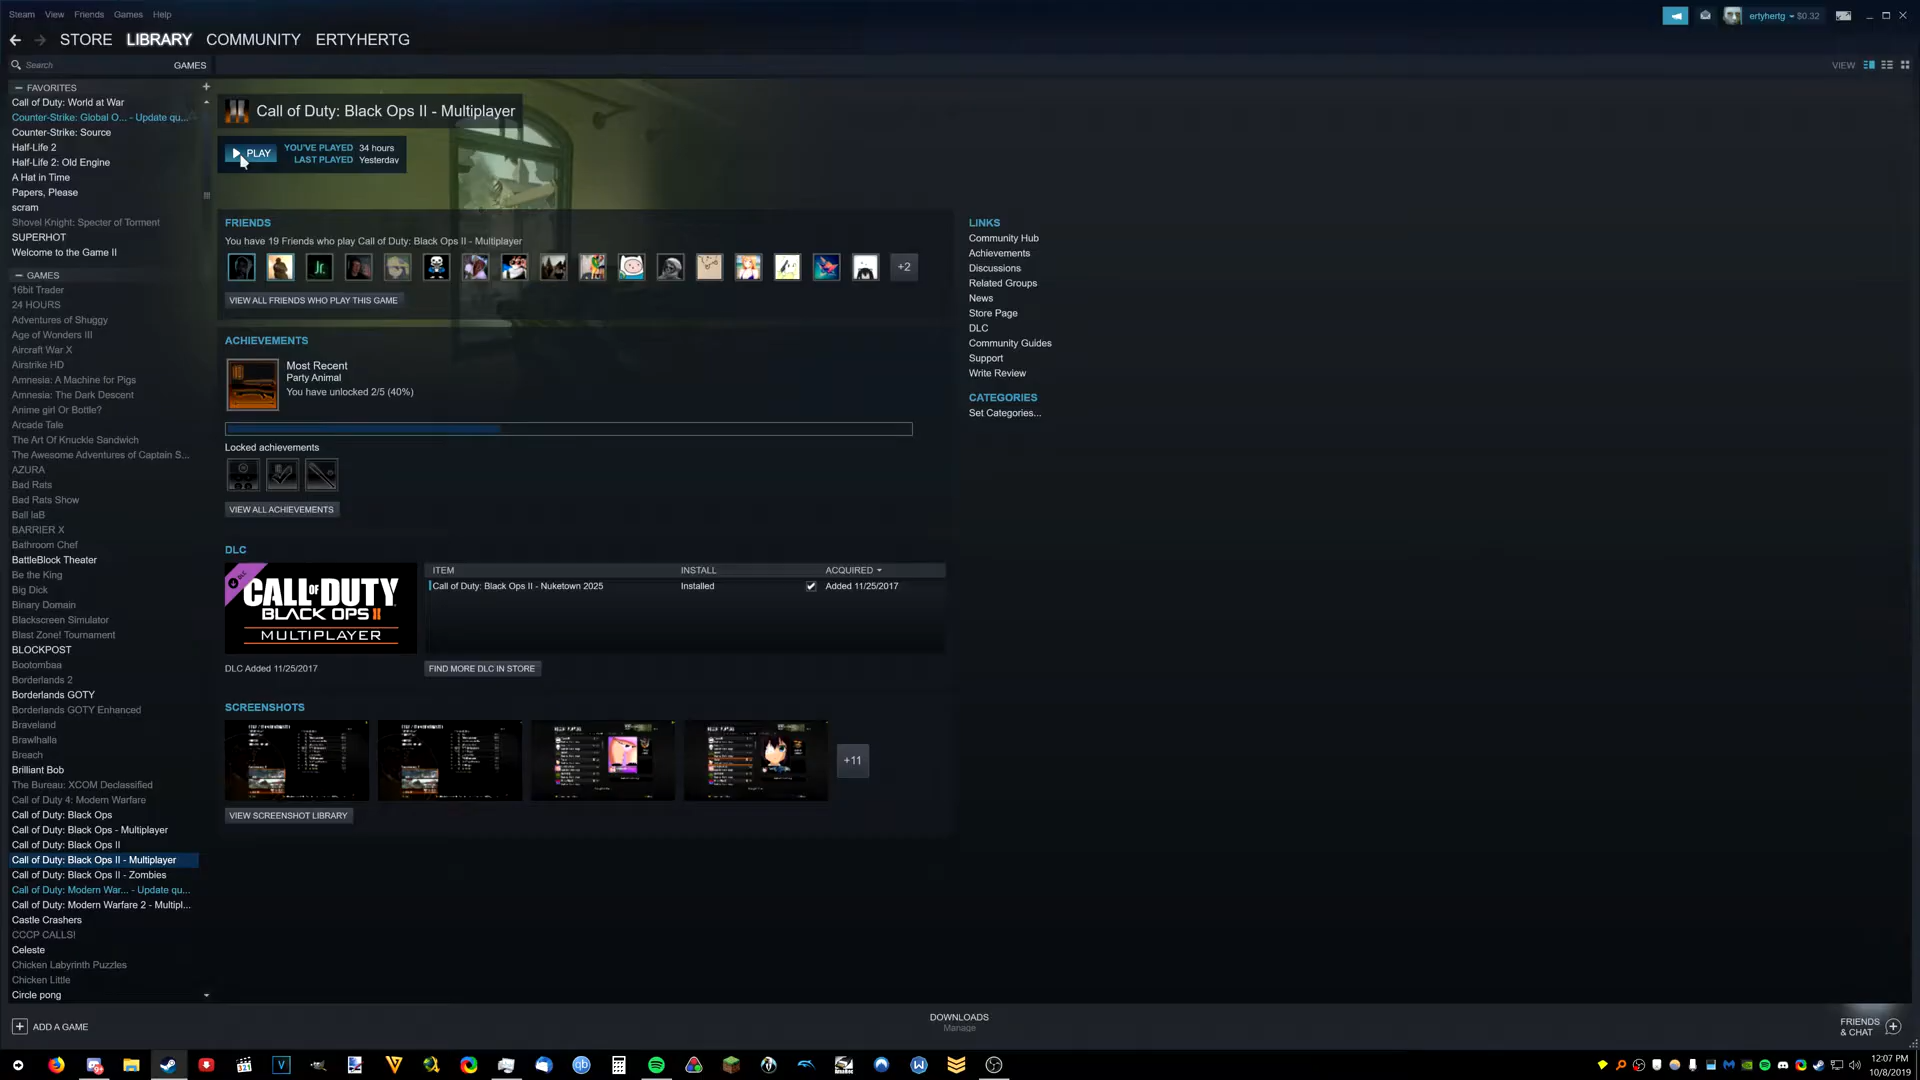 Steam View Friends Games Help
ertyhertg $0.32
STORE LIBRARY COMMUNITY ERTYHERTG
Search GAMES
VIEW
FAVORITES
Call of Duty: World at War
Counter-Strike: Global O... - Update qu...
Counter-Strike: Source
Half-Life 2
Half-Life 2: Old Engine
A Hat in Time
Papers, Please
scram
Shovel Knight: Specter of Torment
SUPERHOT
Welcome to the Game II
GAMES
16bit Trader
24 HOURS
Adventures of Shuggy
Age of Wonders III
Aircraft War X
Airstrike HD
Amnesia: A Machine for Pigs
Amnesia: The Dark Descent
Anime girl Or Bottle?
Arcade Tale
The Art Of Knuckle Sandwich
The Awesome Adventures of Captain S...
AZURA
Bad Rats
Bad Rats Show
Ball laB
BARRIER X
Bathroom Chef
BattleBlock Theater
Be the King
Big Dick
Binary Domain
Blackscreen Simulator
Blast Zone! Tournament
BLOCKPOST
Bootombaa
Borderlands 2
Borderlands GOTY
Borderlands GOTY Enhanced
Braveland
Brawlhalla
Breach
Brilliant Bob
The Bureau: XCOM Declassified
Call of Duty 4: Modern Warfare
Call of Duty: Black Ops
Call of Duty: Black Ops - Multiplayer
Call of Duty: Black Ops II
Call of Duty: Black Ops II - Multiplayer
Call of Duty: Black Ops II - Zombies
Call of Duty: Modern War... - Update qu...
Call of Duty: Modern Warfare 2 - Multipl...
Castle Crashers
CCCP CALLS!
Celeste
Chicken Labyrinth Puzzles
Chicken Little
Circle pong
Call of Duty: Black Ops II - Multiplayer
PLAY
YOU'VE PLAYED 34 hours
LAST PLAYED Yesterday
FRIENDS
You have 19 Friends who play Call of Duty: Black Ops II - Multiplayer
Jr.
+2
VIEW ALL FRIENDS WHO PLAY THIS GAME
ACHIEVEMENTS
Most Recent
Party Animal
You have unlocked 2/5 (40%)
Locked achievements
VIEW ALL ACHIEVEMENTS
DLC
DLC
CALL OF DUTY
BLACK OPS II
MULTIPLAYER
DLC Added 11/25/2017
ITEM INSTALL ACQUIRED
Call of Duty: Black Ops II - Nuketown 2025 Installed Added 11/25/2017
FIND MORE DLC IN STORE
SCREENSHOTS
+11
VIEW SCREENSHOT LIBRARY
LINKS
Community Hub
Achievements
Discussions
Related Groups
News
Store Page
DLC
Community Guides
Support
Write Review
CATEGORIES
Set Categories...
ADD A GAME
DOWNLOADS
Manage
FRIENDS
& CHAT
321
V
qb
12:07 PM
10/8/2019